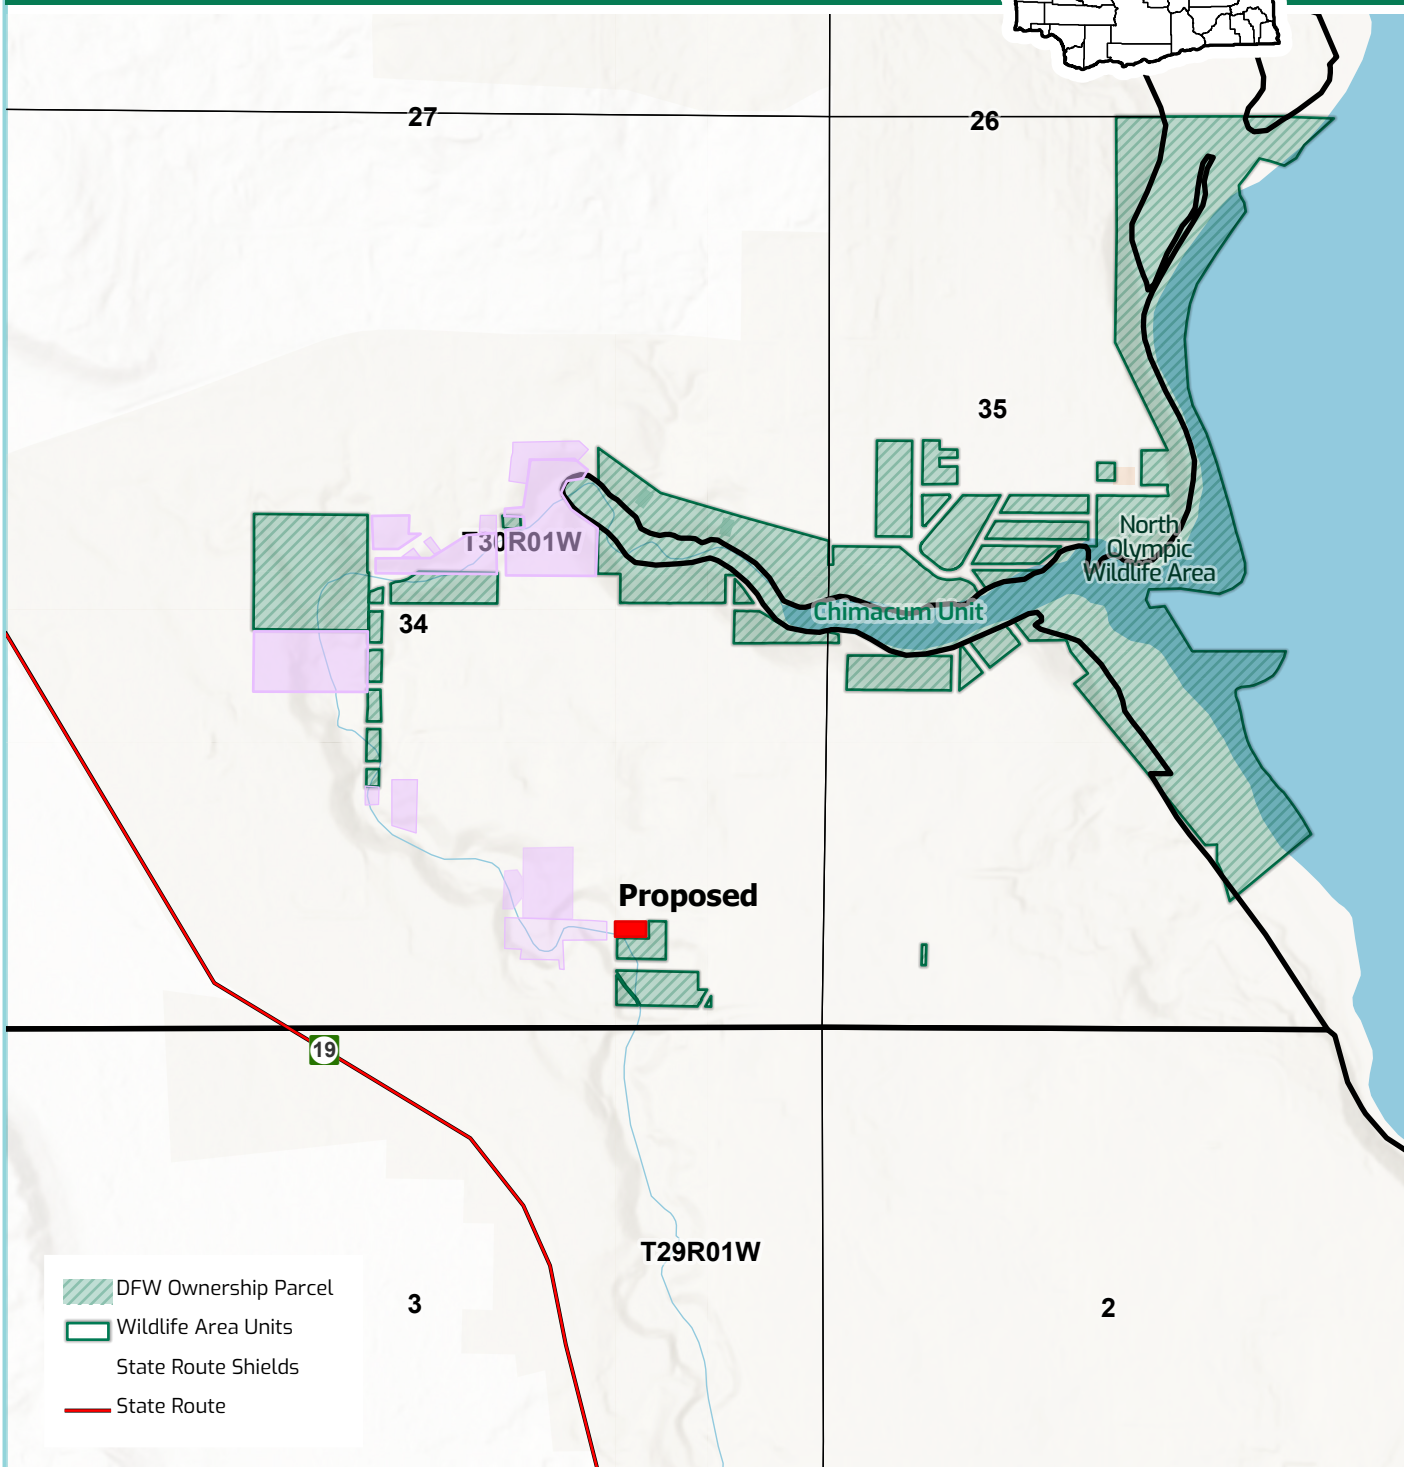 27
26
35
T30R01W
North
Olympic
Wildlife Area
Chimacum Unit
34
Proposed
19
T29R01W
3
2
DFW Ownership Parcel
Wildlife Area Units
State Route Shields
State Route